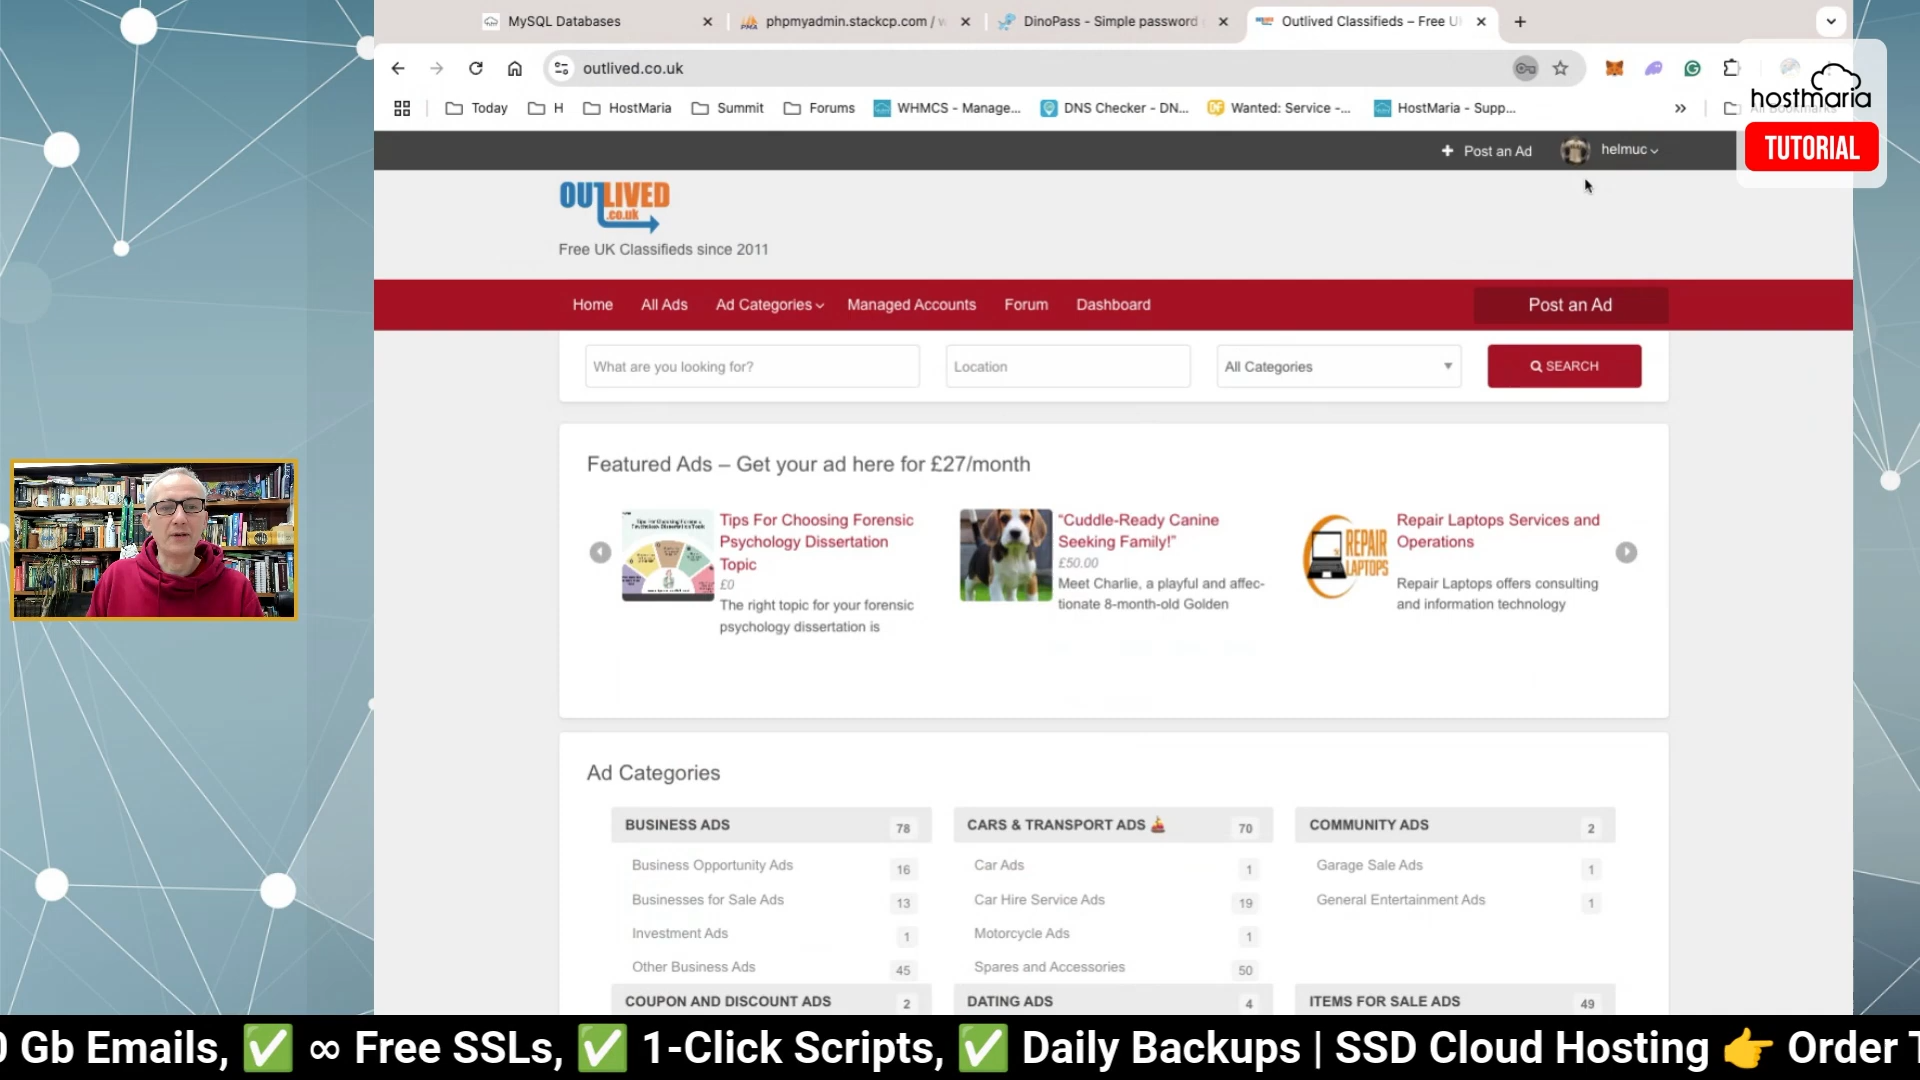 MySQL Databases
phpmyadmin.stackcp.com /
DinoPass - Simple password
Outlived Classifieds – Free U
outlived.co.uk
Today
H
HostMaria
Summit
Forums
WHMCS - Manage...
DNS Checker - DN...
Wanted: Service -...
HostMaria - Supp...
All Bookmarks
hostmaria
TUTORIAL
Post an Ad
helmuc
OUTLIVED
.co.uk
Free UK Classifieds since 2011
Home
All Ads
Ad Categories
Managed Accounts
Forum
Dashboard
Post an Ad
What are you looking for?
Location
All Categories
SEARCH
Featured Ads – Get your ad here for £27/month
Tips For Choosing Forensic
Psychology Dissertation
Topic
£0
The right topic for your forensic
psychology dissertation is
“Cuddle-Ready Canine
Seeking Family!”
£50.00
Meet Charlie, a playful and affec-
tionate 8-month-old Golden
REPAIR
LAPTOPS
Repair Laptops Services and
Operations
Repair Laptops offers consulting
and information technology
Ad Categories
BUSINESS ADS 78
Business Opportunity Ads 16
Businesses for Sale Ads 13
Investment Ads 1
Other Business Ads 45
COUPON AND DISCOUNT ADS 2
CARS & TRANSPORT ADS 70
Car Ads 1
Car Hire Service Ads 19
Motorcycle Ads 1
Spares and Accessories 50
DATING ADS 4
COMMUNITY ADS 2
Garage Sale Ads 1
General Entertainment Ads 1
ITEMS FOR SALE ADS 49
0 Gb Emails, ✅ ∞ Free SSLs, ✅ 1-Click Scripts, ✅ Daily Backups | SSD Cloud Hosting 👉 Order T